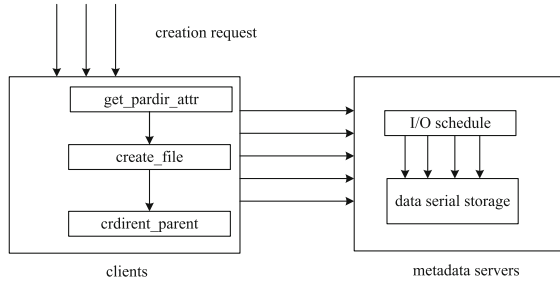 creation request
get_pardir_attr
I/O schedule
create_file
data serial storage
crdirent_parent
clients
metadata servers